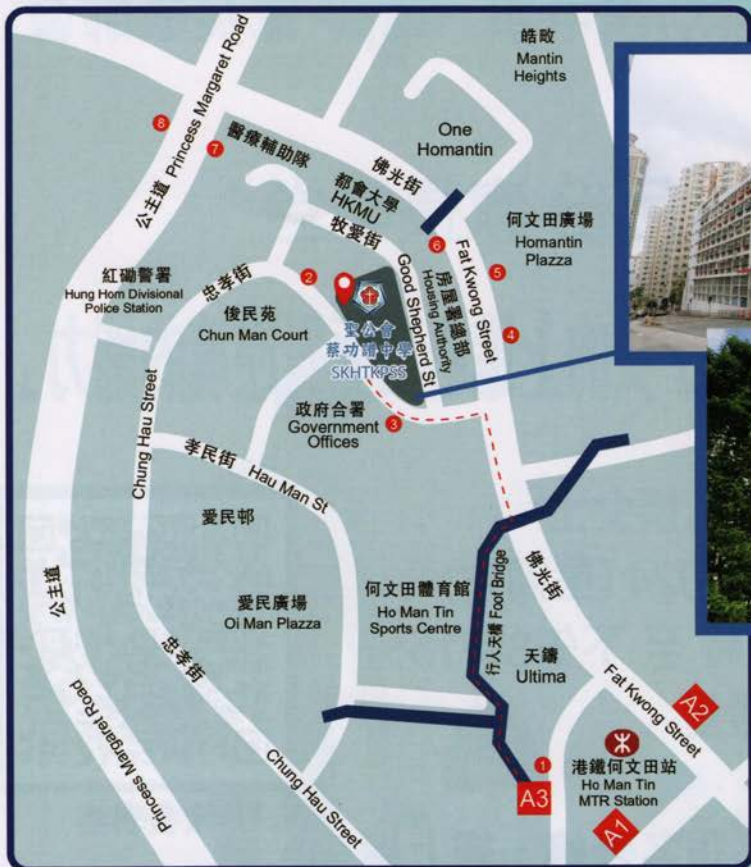 皓畋
Mantin
Heights
公主道 Princess Margaret Road
One
Homantin
8
7
醫療輔助隊
佛光街
都會大學
HKMU
牧愛街
何文田廣場
Homantin
Plazza
6
5
4
Fat Kwong Street
房屋署總部
Housing Authority
Good Shepherd St
紅磡警署
Hung Hom Divisional
Police Station
忠孝街
2
俊民苑
Chun Man Court
聖公會
蔡功譜中學
SKHTKPSS
政府合署
Government
Offices
3
Chung Hau Street
孝民街 Hau Man St
愛民邨
愛民廣場
Oi Man Plazza
何文田體育館
Ho Man Tin
Sports Centre
行人天橋 Foot Bridge
佛光街
天鑄
Ultima
Fat Kwong Street
A2
公主道
忠孝街
Princess Margaret Road
Chung Hau Street
1
A3
港鐵何文田站
Ho Man Tin
MTR Station
A1